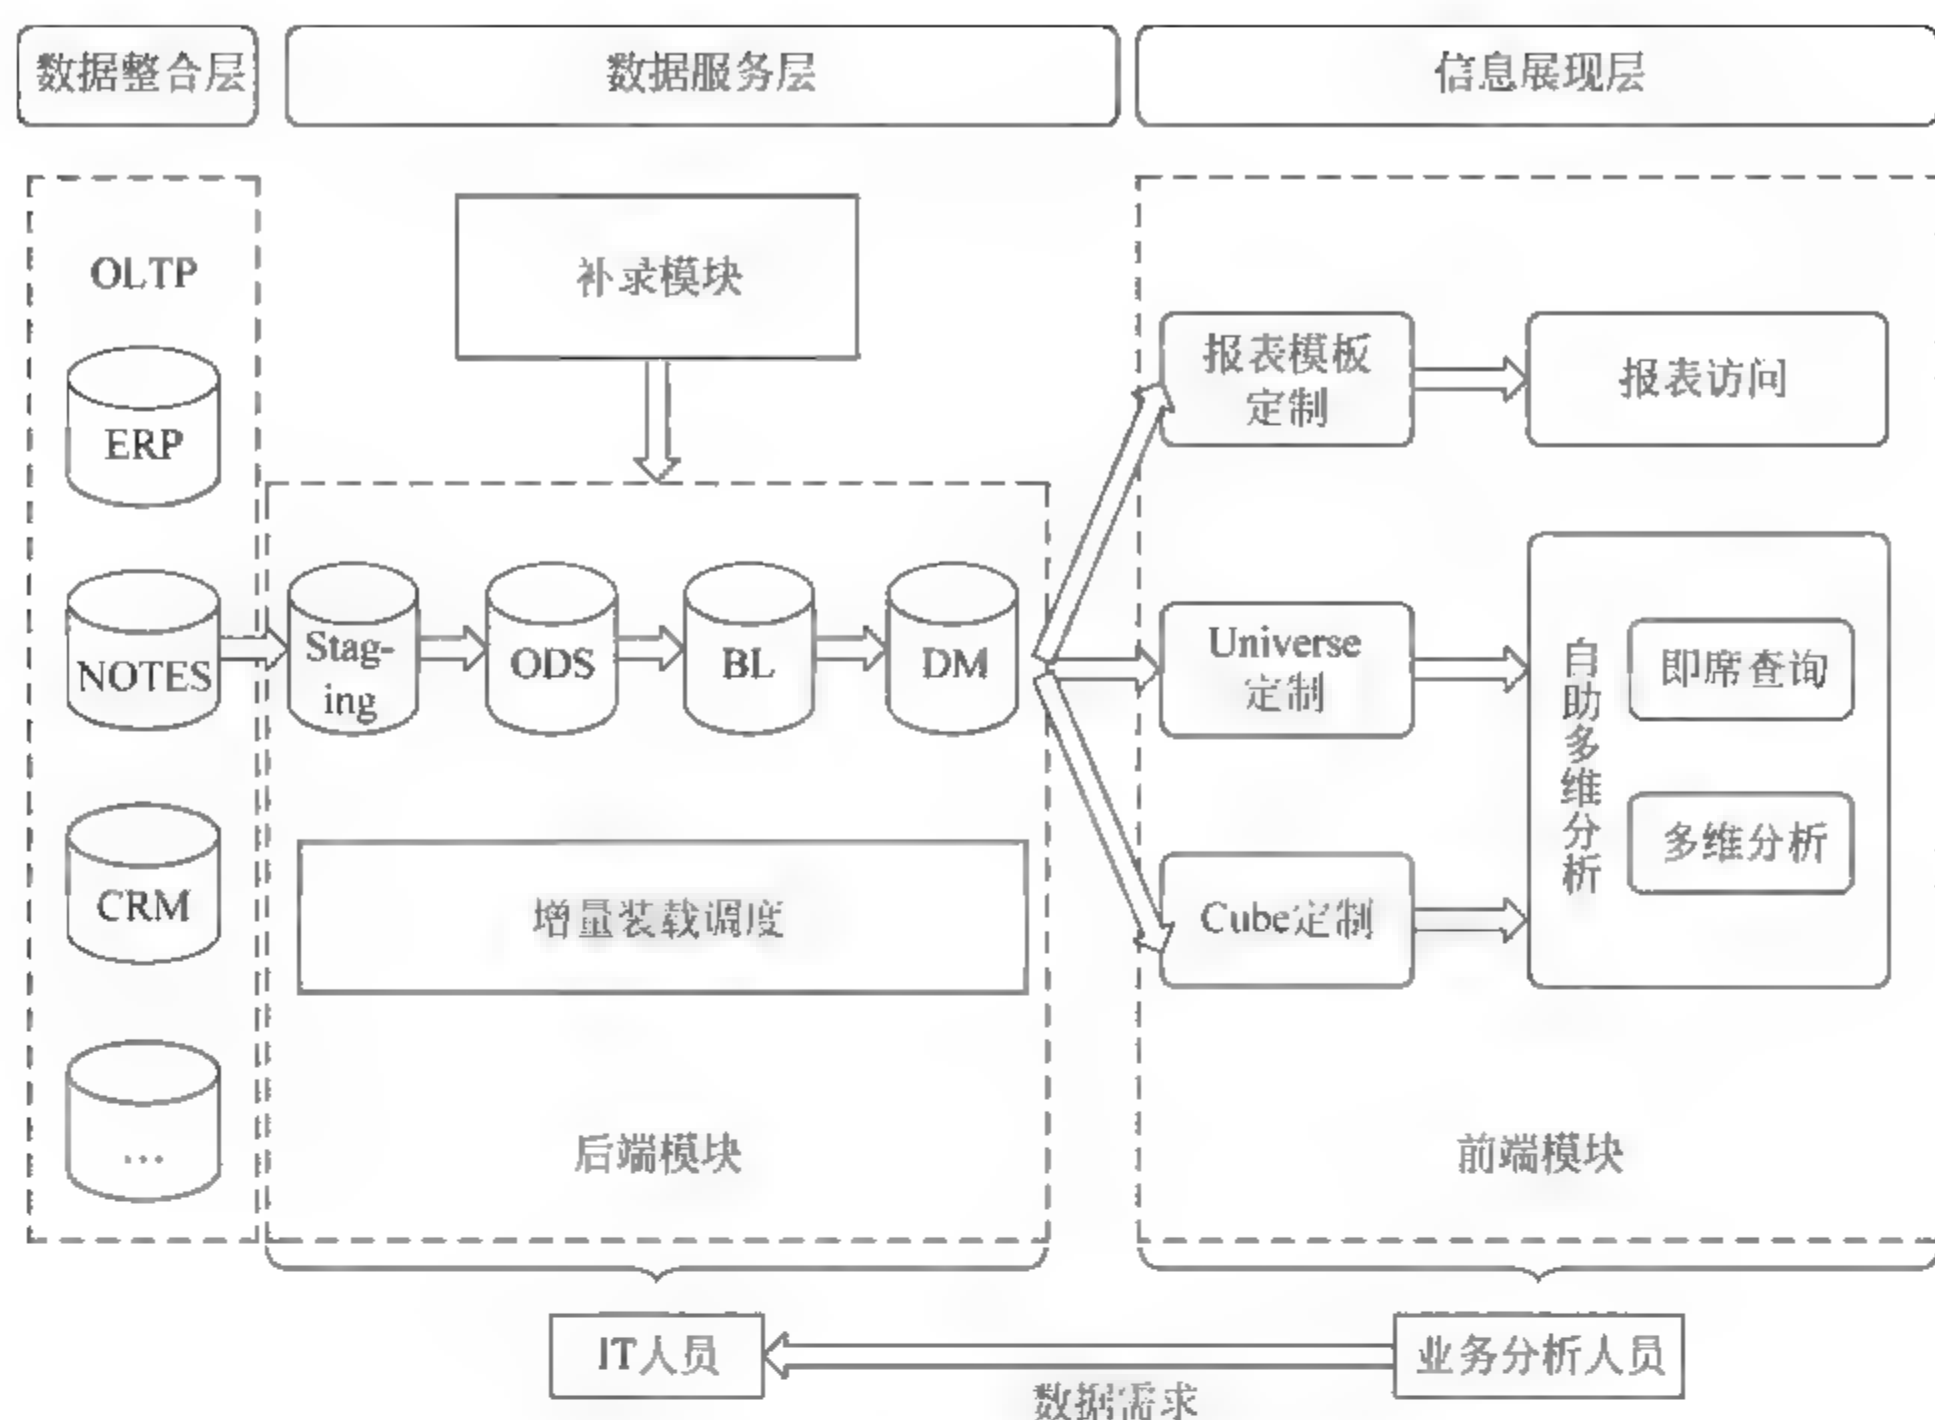 数据整合层
数据服务层
信息展现层
OLTP
补录模块
ERP
报表模板
定制
报表访问
NOTES
Stag-
ing
ODS
BL
DM
Universe
定制
自助多维分析
即席查询
多维分析
CRM
增量装载调度
Cube定制
…
后端模块
前端模块
IT人员
业务分析人员
数据需求